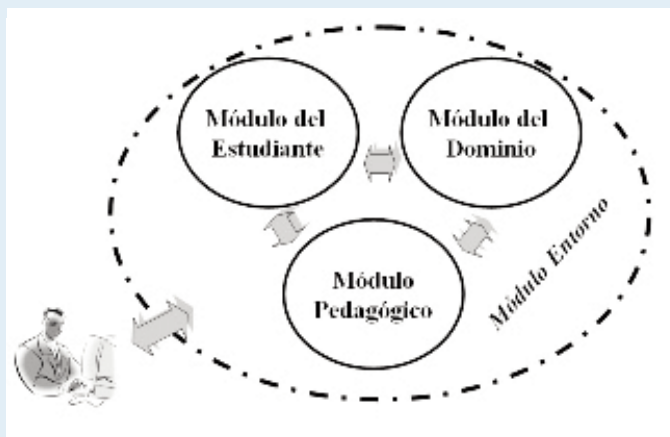 Módulo del
Estudiante
Módulo del
Dominio
Módulo
Pedagógico
Módulo Entorno